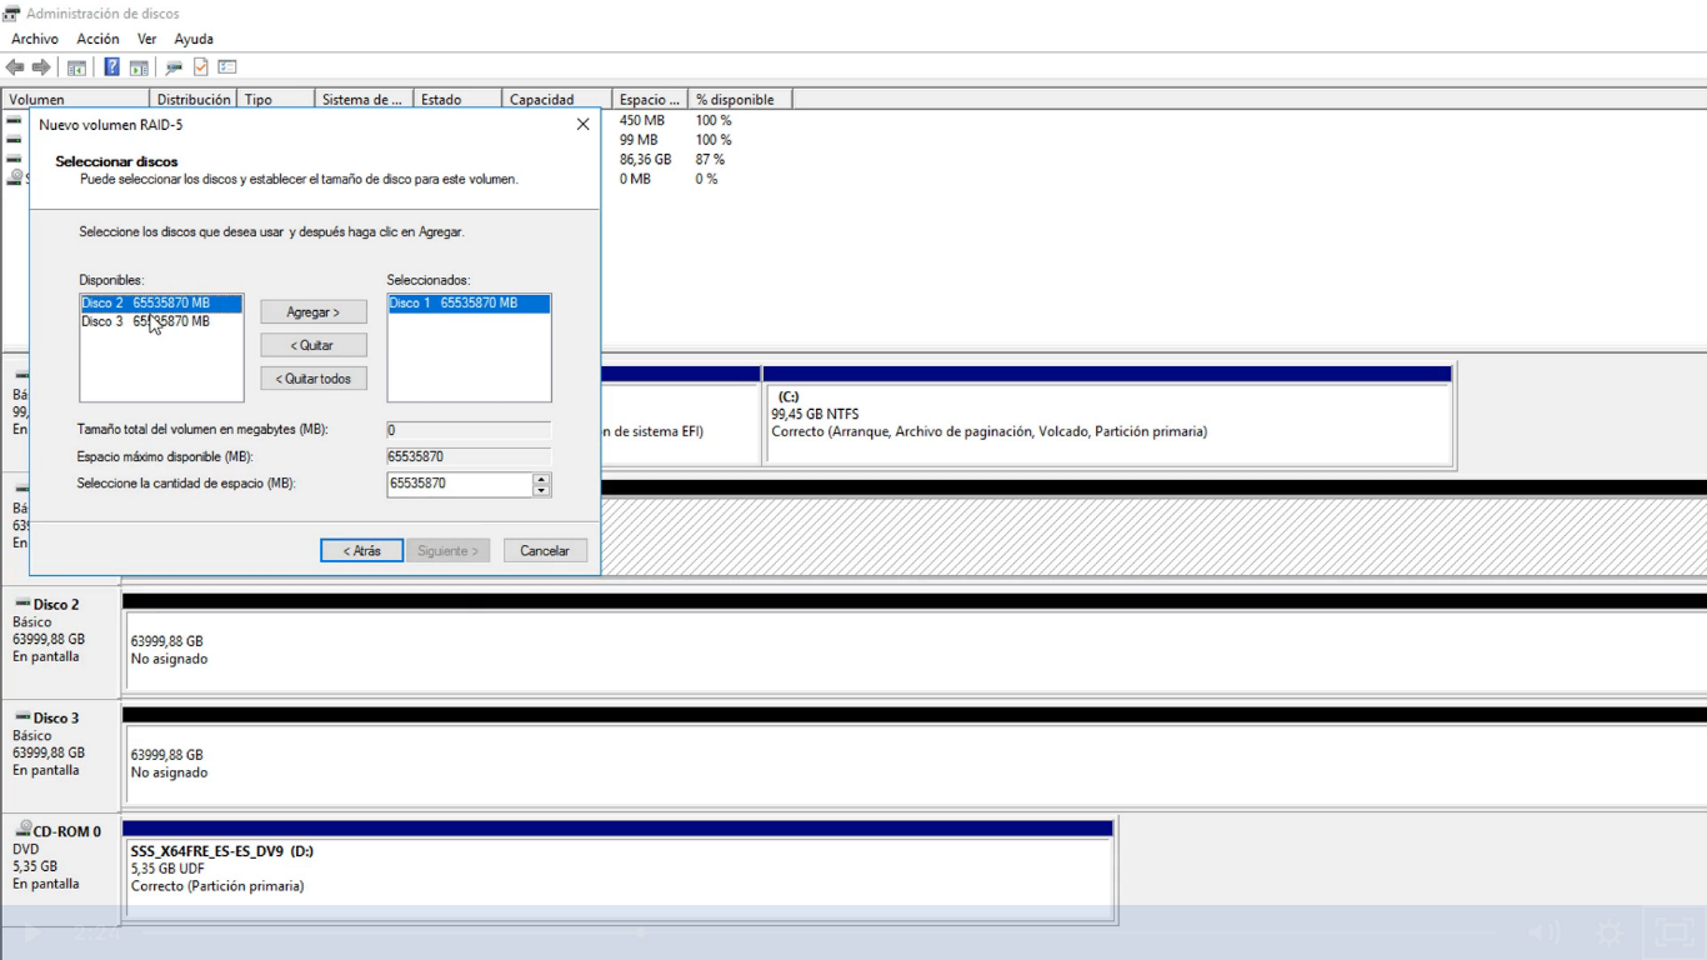 Administración de discos
Archivo Acción Ver Ayuda
Volumen Distribución Tipo Sistema de ... Estado Capacidad Espacio ... % disponible
450 MB 100 %
99 MB 100 %
86,36 GB 87 %
0 MB 0 %
Nuevo volumen RAID-5
Seleccionar discos
Puede seleccionar los discos y establecer el tamaño de disco para este volumen.
Seleccione los discos que desea usar y después haga clic en Agregar.
Disponibles: Seleccionados:
Disco 2 65535870 MB
Disco 3 65535870 MB
Agregar >
< Quitar
< Quitar todos
Disco 1 65535870 MB
Tamaño total del volumen en megabytes (MB): 0
Espacio máximo disponible (MB): 65535870
Seleccione la cantidad de espacio (MB): 65535870
< Atrás Siguiente > Cancelar
Bá
99,
En
n de sistema EFI)
(C:)
99,45 GB NTFS
Correcto (Arranque, Archivo de paginación, Volcado, Partición primaria)
Bá
639
En
Disco 2
Básico
63999,88 GB
En pantalla
63999,88 GB
No asignado
Disco 3
Básico
63999,88 GB
En pantalla
63999,88 GB
No asignado
CD-ROM 0
DVD
5,35 GB
En pantalla
SSS_X64FRE_ES-ES_DV9 (D:)
5,35 GB UDF
Correcto (Partición primaria)